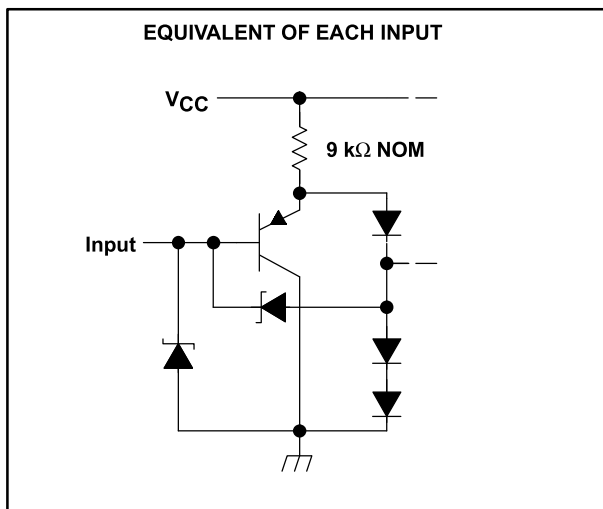 EQUIVALENT OF EACH INPUT
VCC
9 kΩ NOM
Input